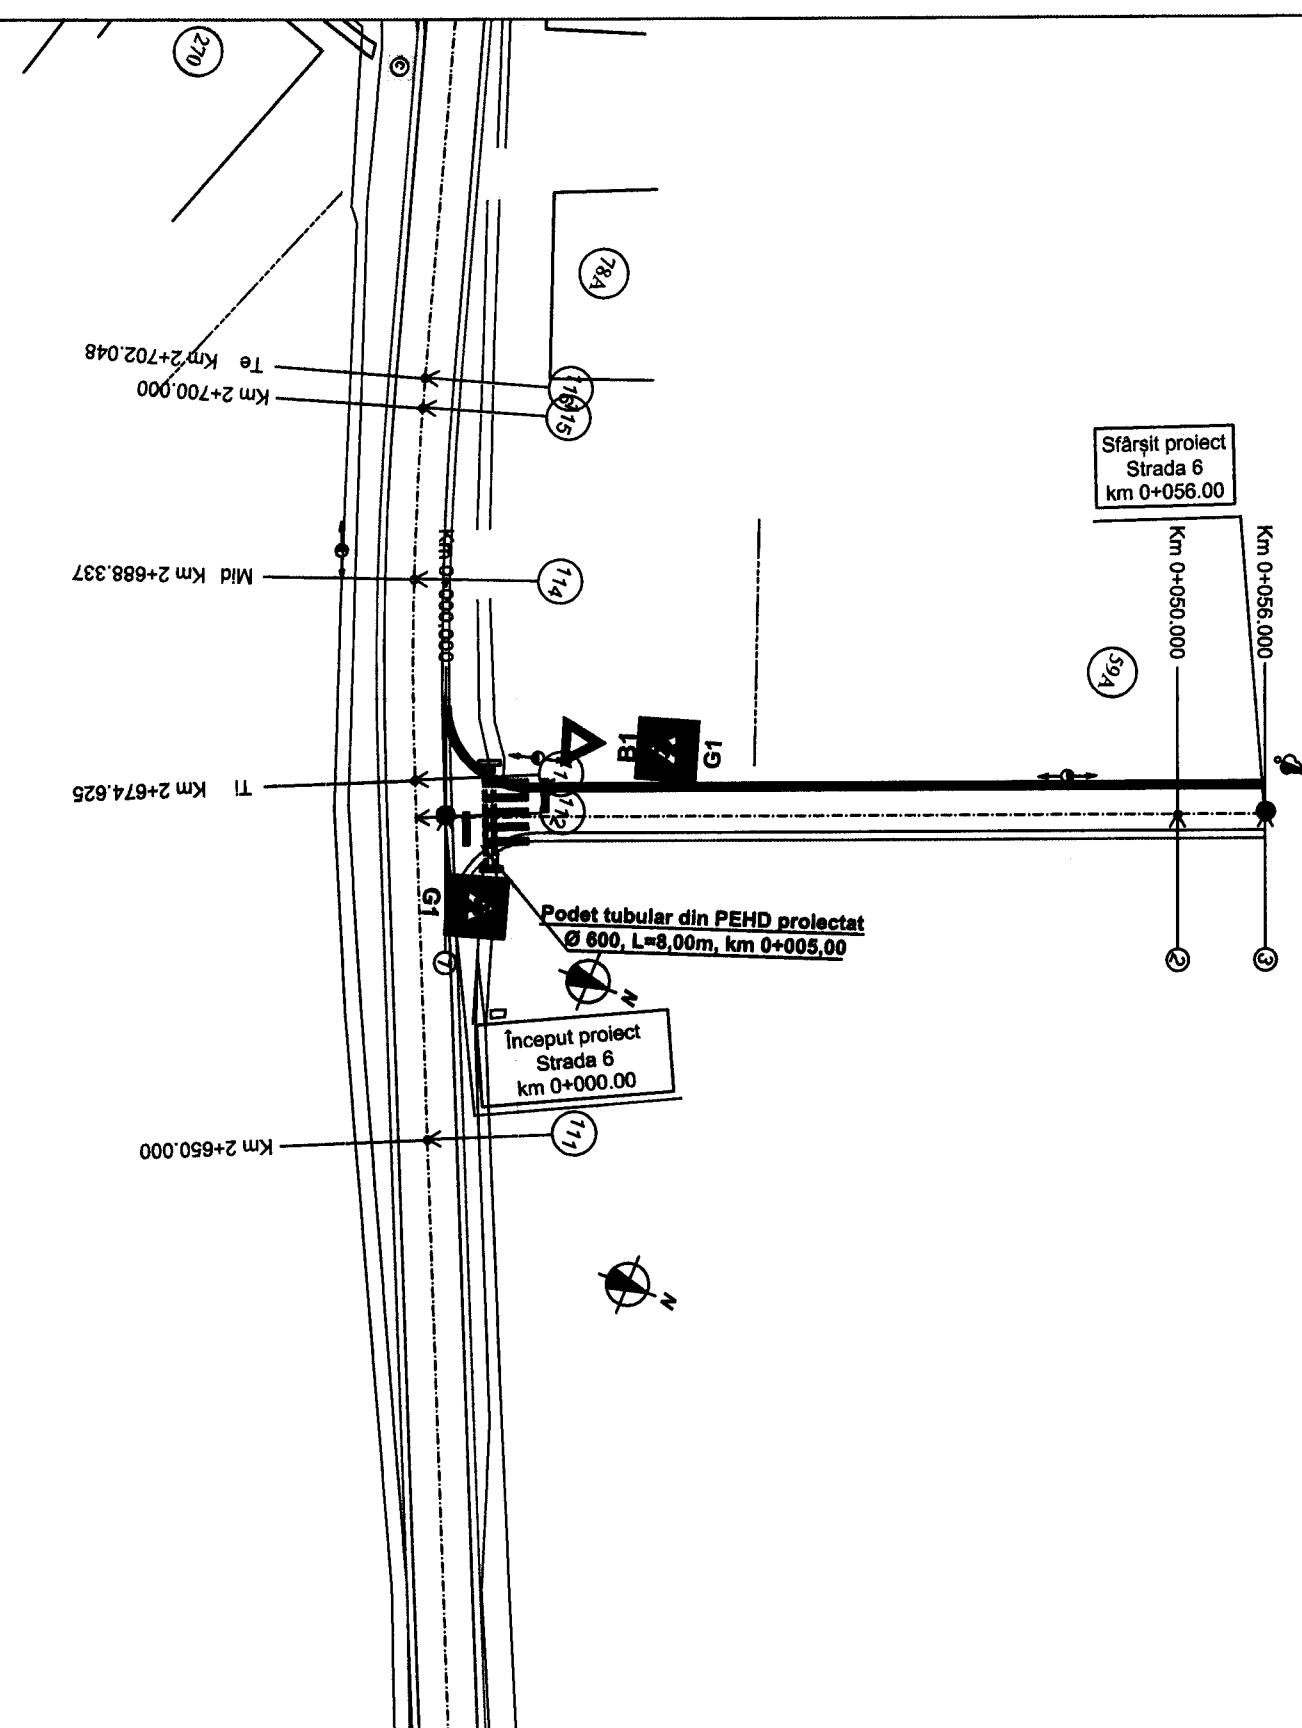 270
©
78A
Te Km 2+702.048
Km 2+700.000
116
115
Sfârșit proiect
Strada 6
km 0+056.00
Km 0+000.000
Km 0+050.000
Km 0+056.000
Mid Km 2+688.337
114
59A
B1
G1
Ti Km 2+674.625
112
G1
Podet tubular din PEHD proiectat
Ø 600, L=8,00m, km 0+005,00
2
3
N
Început proiect
Strada 6
km 0+000.00
111
Km 2+650.000
N